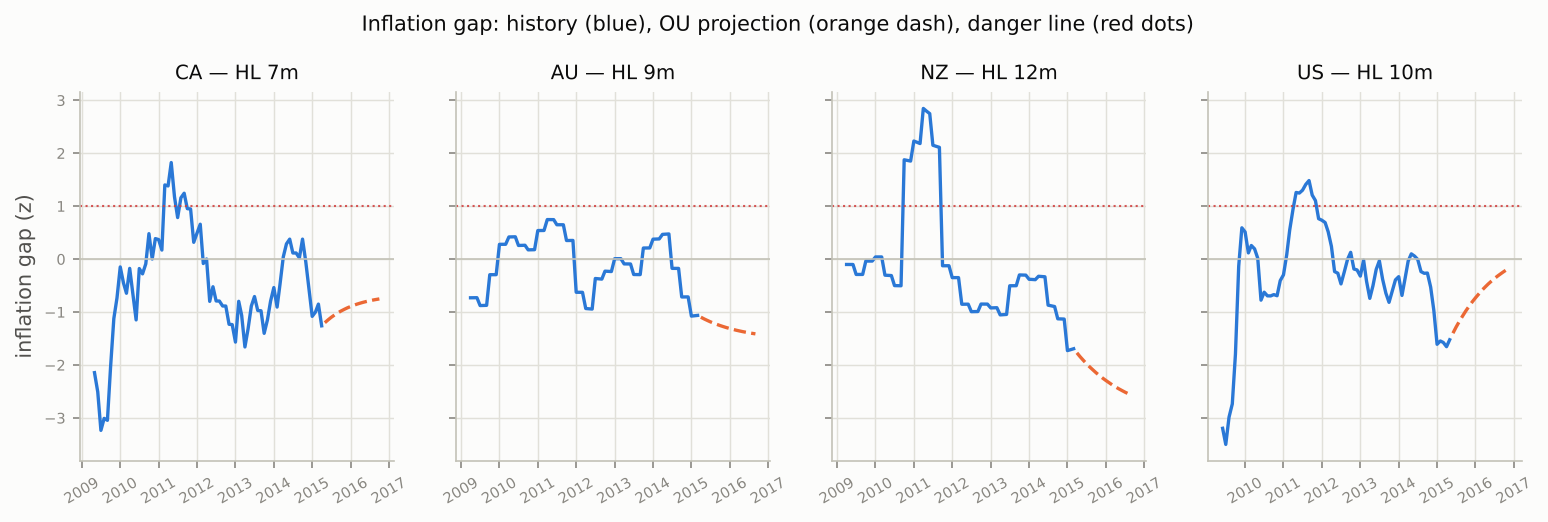 Inflation gap: history (blue), OU projection (orange dash), danger line (red dots)
CA — HL 7m
AU — HL 9m
NZ — HL 12m
US — HL 10m
inflation gap (z)
3
2
1
0
−1
−2
−3
2009 2010 2011 2012 2013 2014 2015 2016 2017
2009 2010 2011 2012 2013 2014 2015 2016 2017
2009 2010 2011 2012 2013 2014 2015 2016 2017
2010 2011 2012 2013 2014 2015 2016 2017